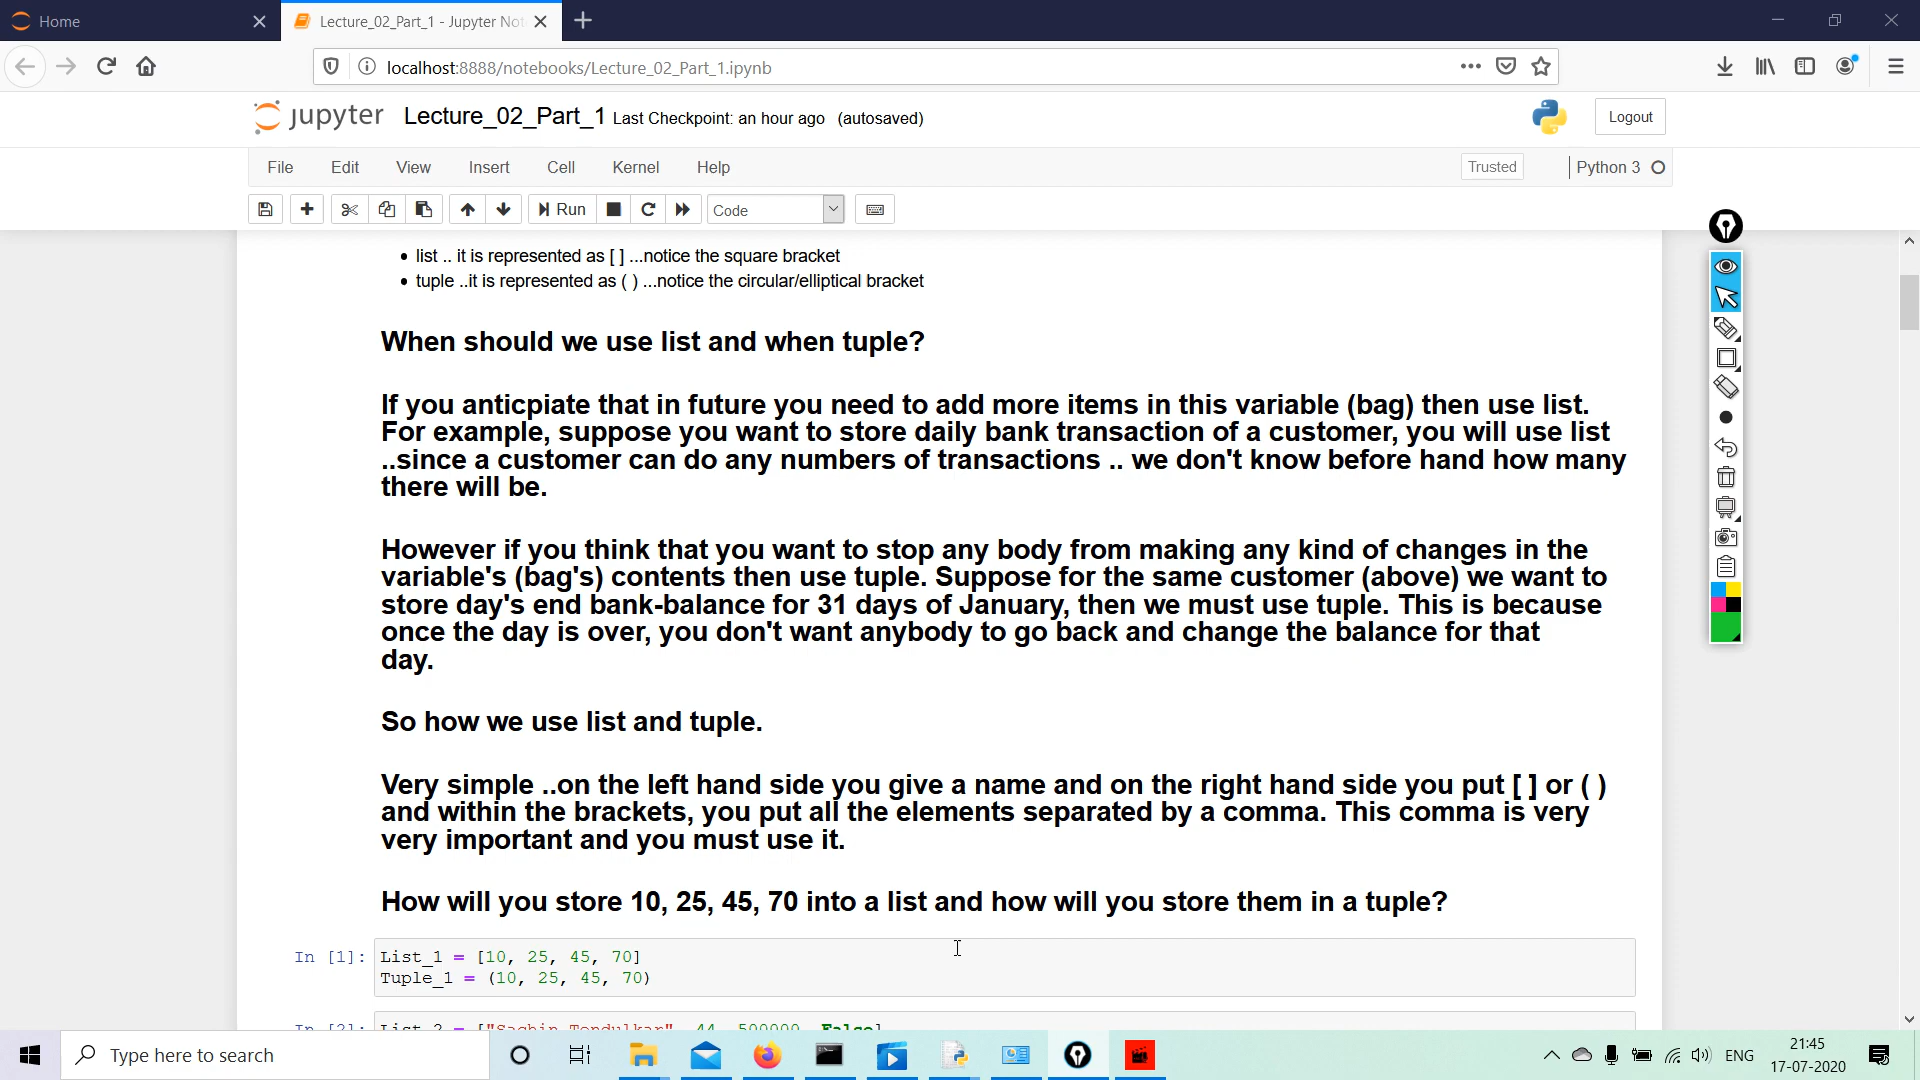 Home
Lecture_02_Part_1 - Jupyter Not
localhost:8888/notebooks/Lecture_02_Part_1.ipynb
jupyter Lecture_02_Part_1 Last Checkpoint: an hour ago (autosaved)
Logout
File Edit View Insert Cell Kernel Help
Trusted Python 3
Run Code
• list .. it is represented as [ ] ...notice the square bracket
• tuple ..it is represented as ( ) ...notice the circular/elliptical bracket
When should we use list and when tuple?
If you anticpiate that in future you need to add more items in this variable (bag) then use list.
For example, suppose you want to store daily bank transaction of a customer, you will use list
..since a customer can do any numbers of transactions .. we don't know before hand how many
there will be.
However if you think that you want to stop any body from making any kind of changes in the
variable's (bag's) contents then use tuple. Suppose for the same customer (above) we want to
store day's end bank-balance for 31 days of January, then we must use tuple. This is because
once the day is over, you don't want anybody to go back and change the balance for that
day.
So how we use list and tuple.
Very simple ..on the left hand side you give a name and on the right hand side you put [ ] or ( )
and within the brackets, you put all the elements separated by a comma. This comma is very
very important and you must use it.
How will you store 10, 25, 45, 70 into a list and how will you store them in a tuple?
In [1]: List_1 = [10, 25, 45, 70]
Tuple_1 = (10, 25, 45, 70)
In [2]: List_2 = ["Sachin Tendulkar", 44, 500000, False]
Type here to search
ENG
21:45
17-07-2020